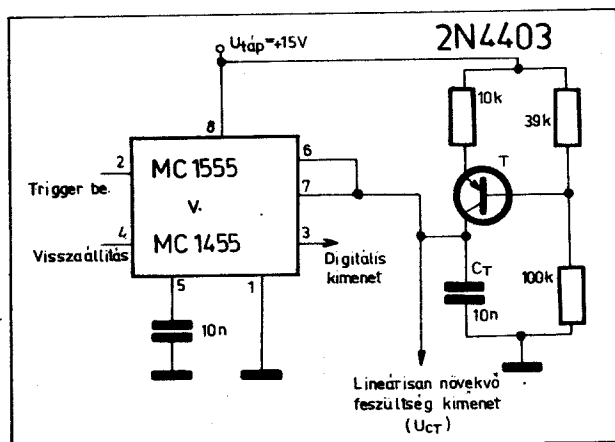 2N4403
Utáp=+15V
10k
39k
8
2
6
MC 1555
7
T
Trigger be.
v.
4
MC 1455
3
Visszaállítás
Digitális
kimenet
5
1
CT
100k
10n
10n
Lineárisan növekvő
feszültség kimenet
(UCT)